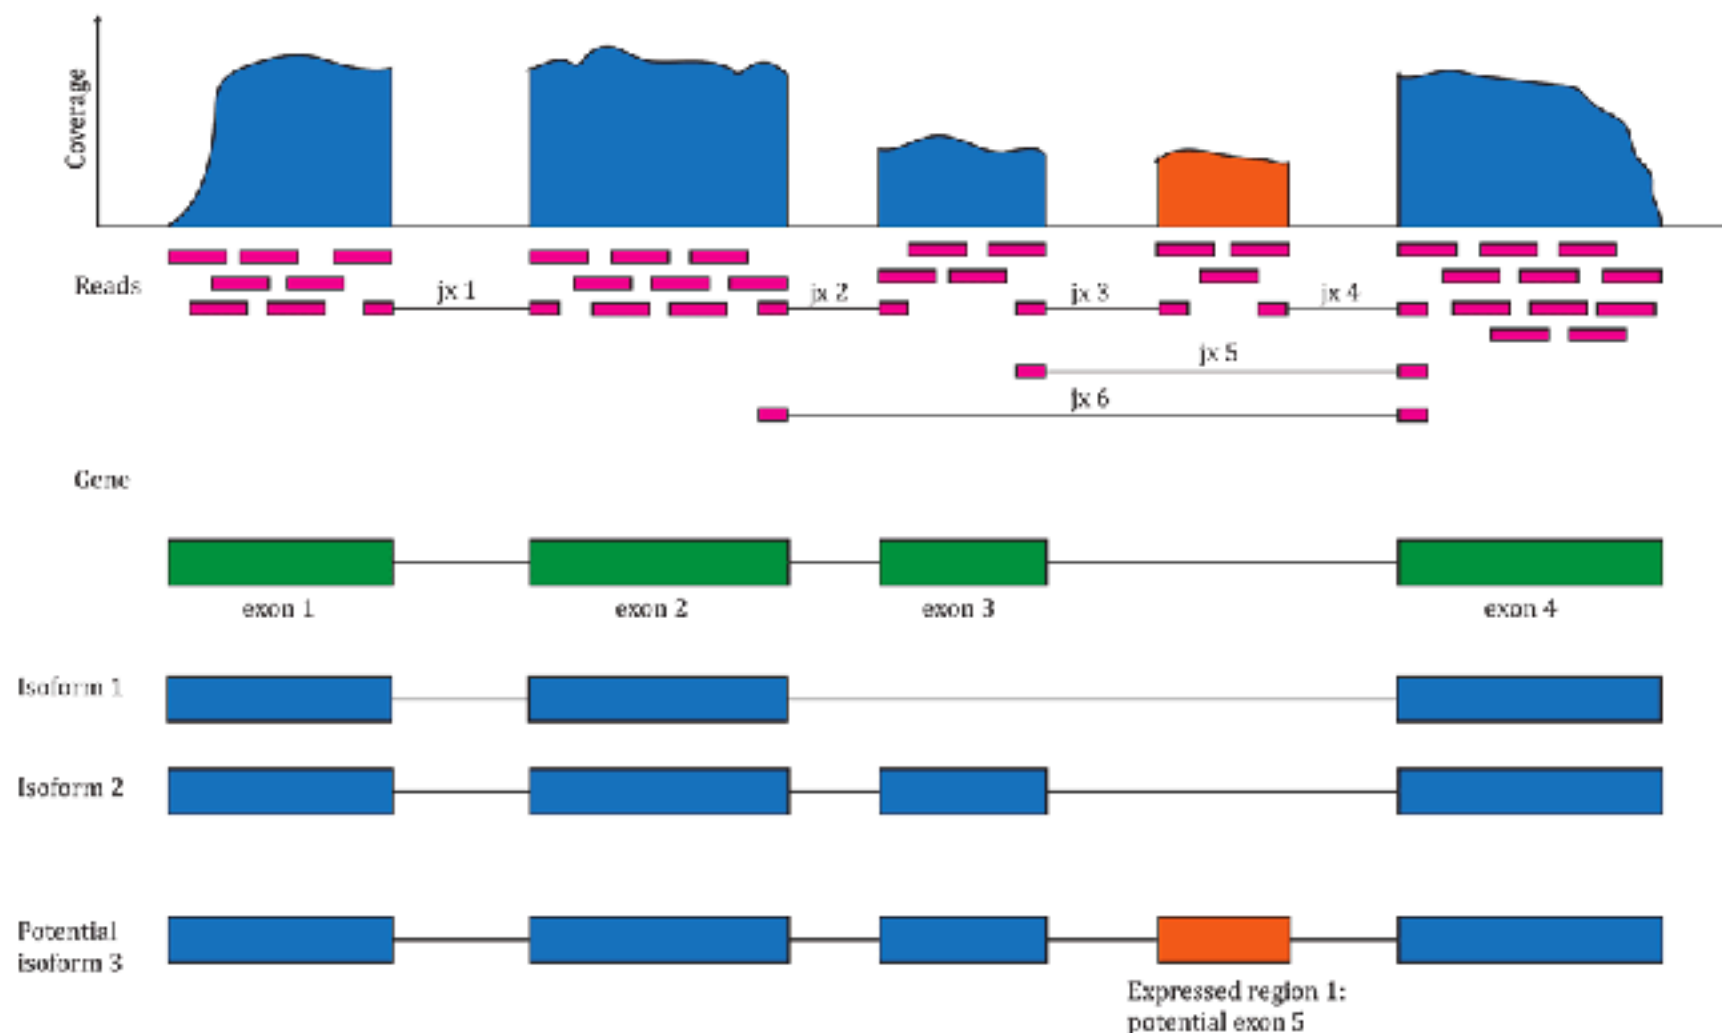 Coverage
Reads
jx 1
jx 2
jx 3
jx 4
jx 5
jx 6
Gene
exon 1
exon 2
exon 3
exon 4
Isoform 1
Isoform 2
Potential
isoform 3
Expressed region 1:
potential exon 5